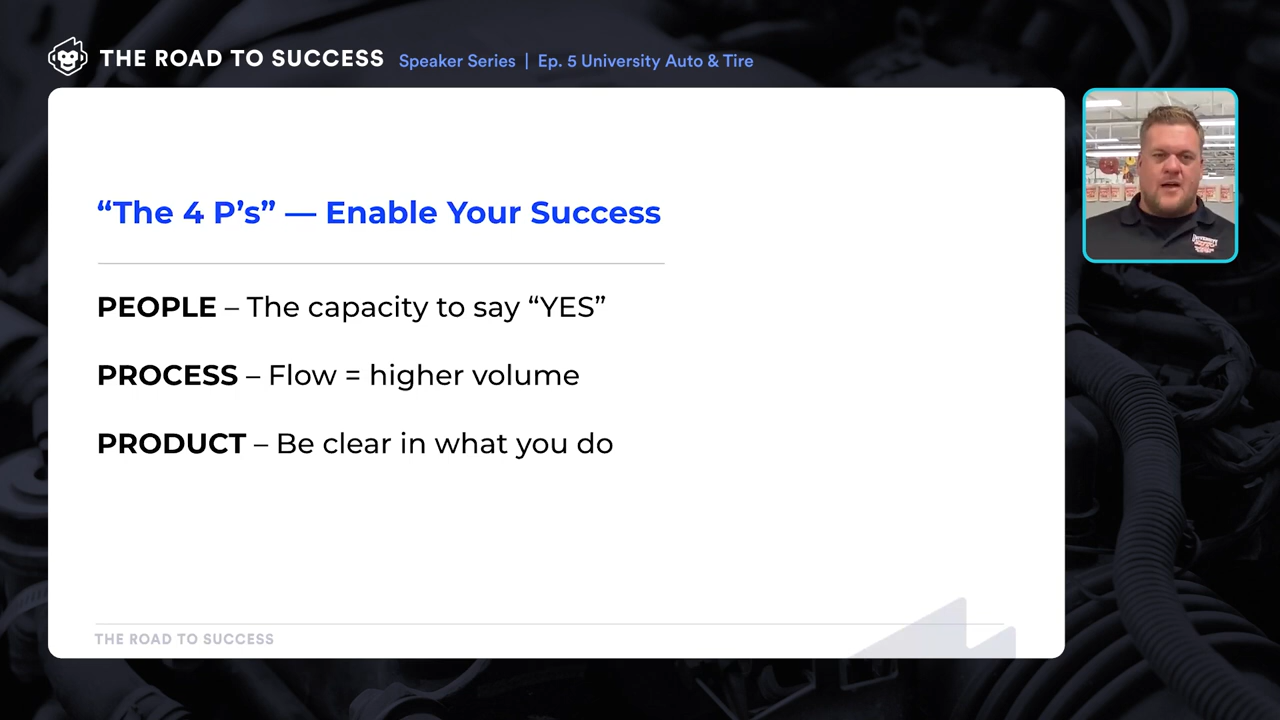 THE ROAD TO SUCCESS Speaker Series | Ep. 5 University Auto & Tire
“The 4 P’s” — Enable Your Success
PEOPLE – The capacity to say “YES”
PROCESS – Flow = higher volume
PRODUCT – Be clear in what you do
THE ROAD TO SUCCESS